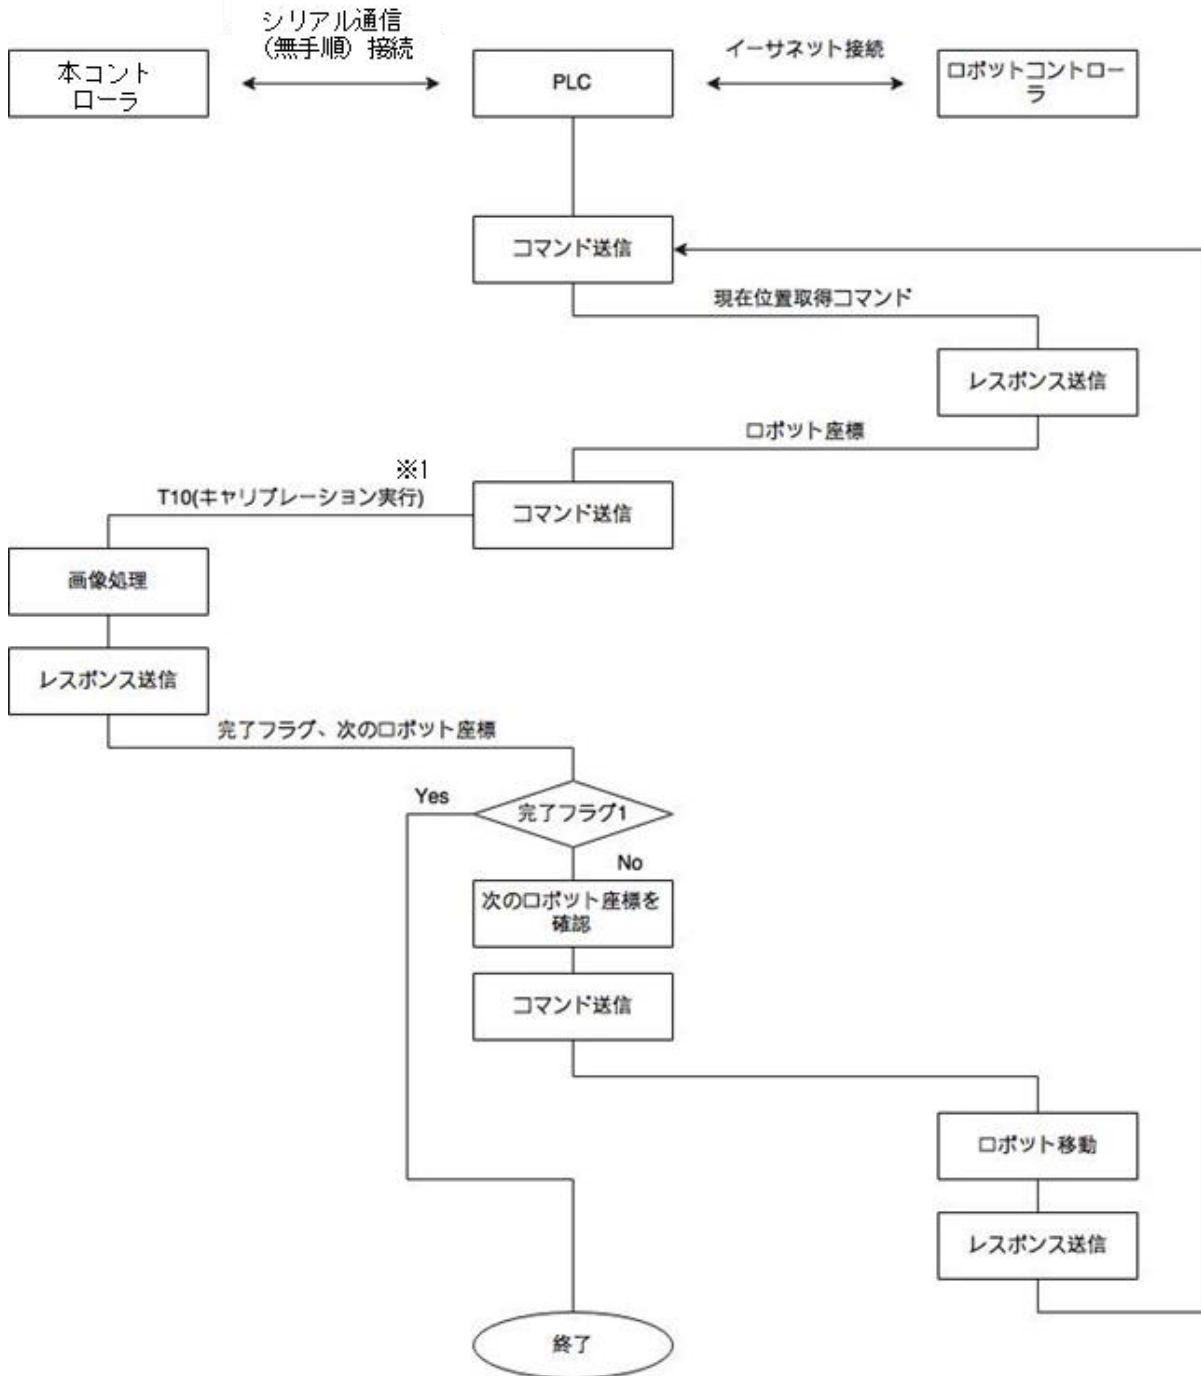 シリアル通信
(無手順) 接続
イーサネット接続
本コント
ローラ
PLC
ロボットコントロー
ラ
コマンド送信
現在位置取得コマンド
レスポンス送信
ロボット座標
※1
T10(キャリブレーション実行)
コマンド送信
画像処理
レスポンス送信
完了フラグ、次のロボット座標
Yes
完了フラグ1
No
次のロボット座標を
確認
コマンド送信
ロボット移動
レスポンス送信
終了